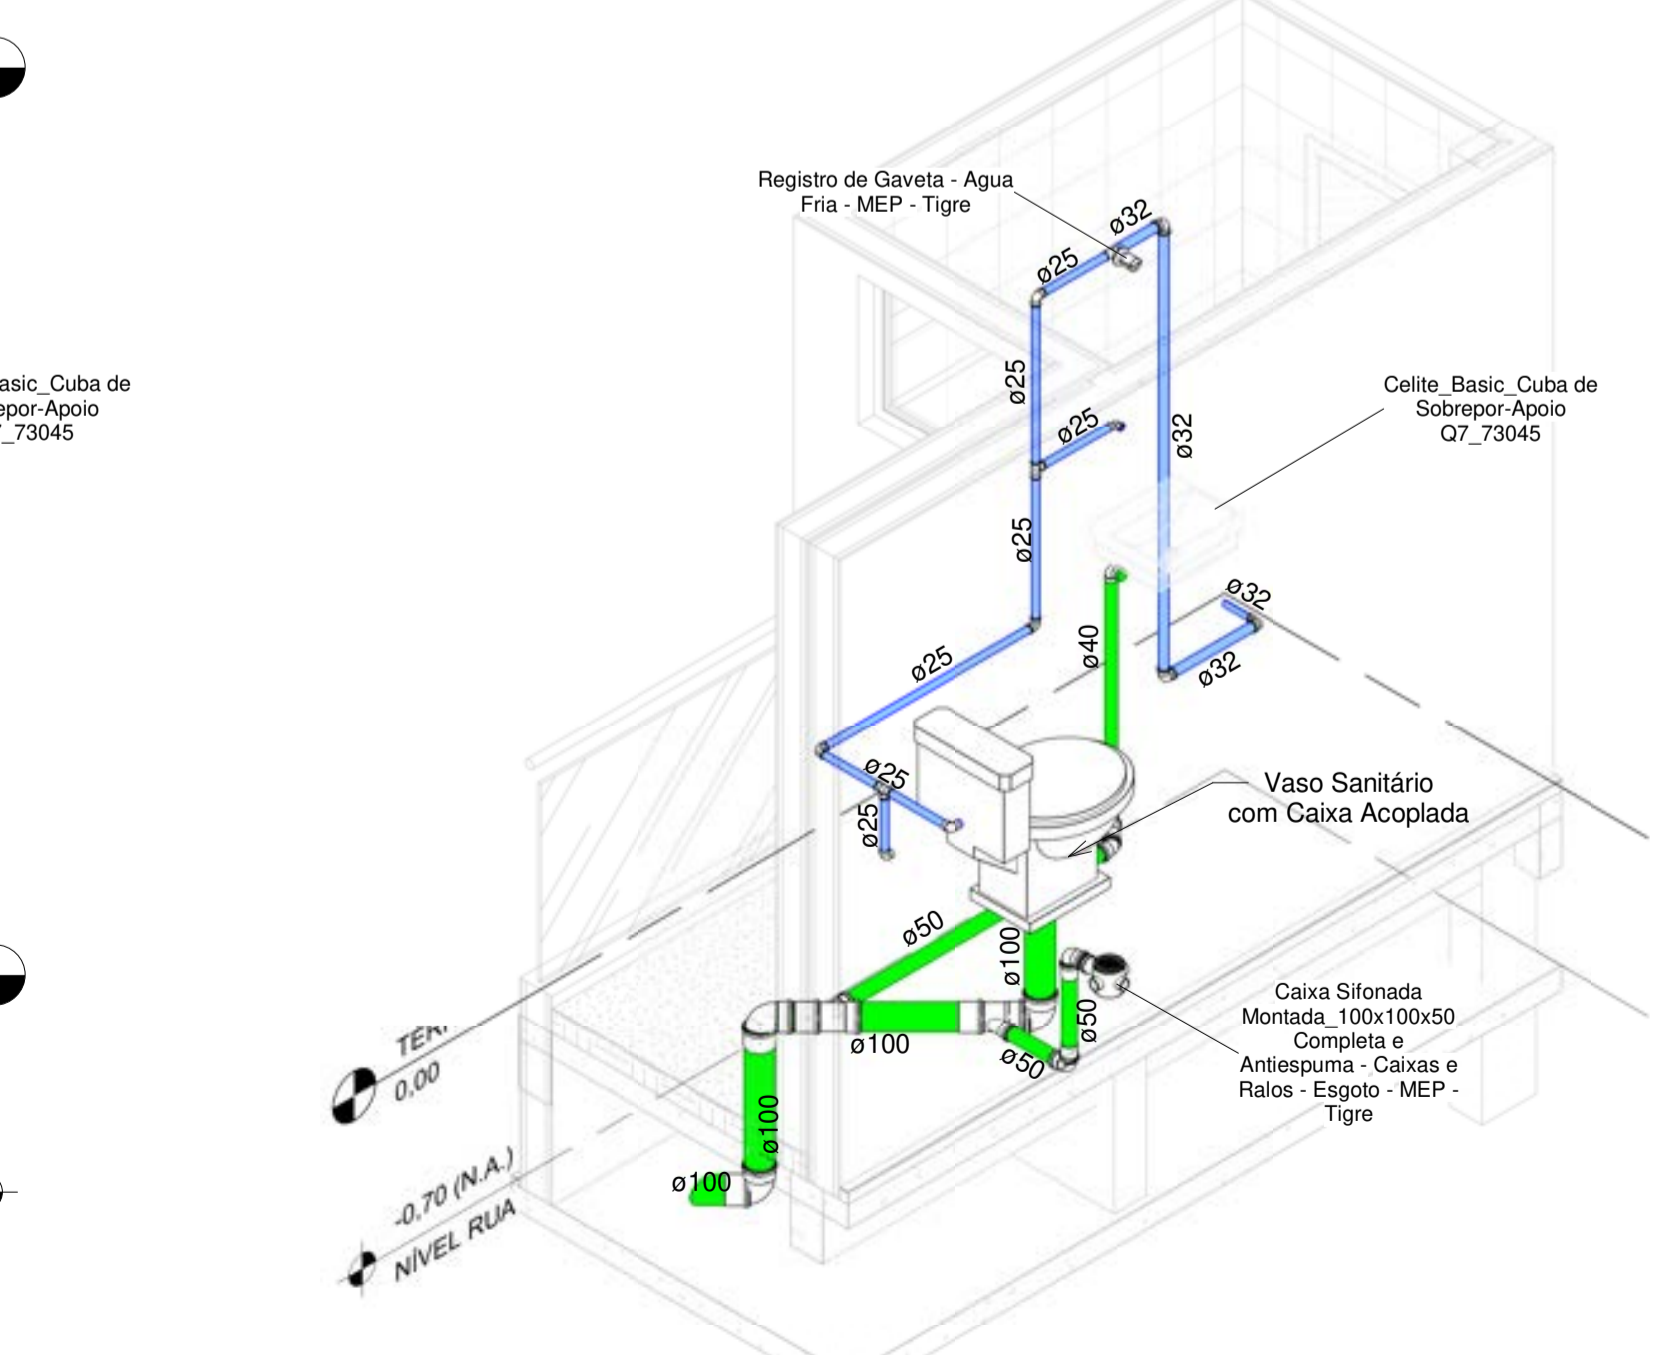 Registro de Gaveta - Agua
Fria - MEP - Tigre
ø32
ø25
ø25
ø25
ø32
ø25
asic_Cuba de
epor-Apoio
7_73045
Celite_Basic_Cuba de
Sobrepor-Apoio
Q7_73045
ø32
ø32
ø40
ø25
ø25
ø25
Vaso Sanitário
com Caixa Acoplada
ø50
ø100
ø50
ø100
ø50
Caixa Sifonada
Montada_100x100x50
Completa e
Antiespuma - Caixas e
Ralos - Esgoto - MEP -
Tigre
0,00
ø100
ø100
-0,70 (N.A.)
NÍVEL RUA